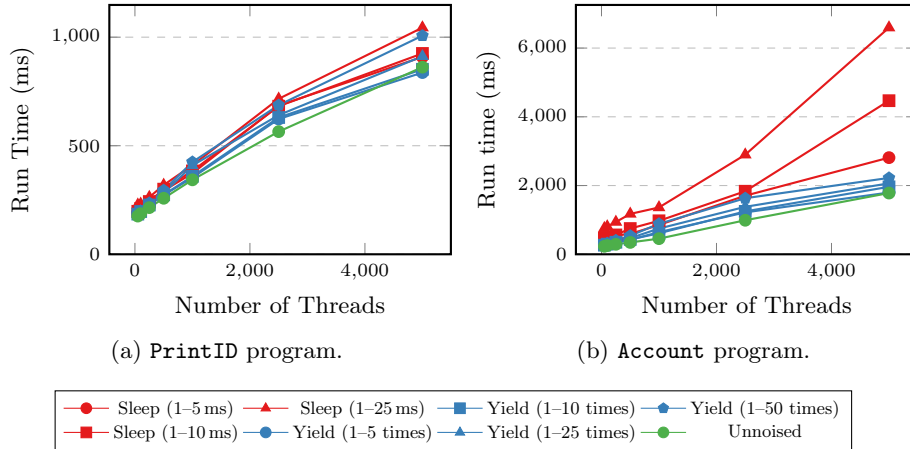 1,000
500
0
0
2,000
4,000
Run Time (ms)
Number of Threads
(a) PrintID program.
6,000
4,000
2,000
0
0
2,000
4,000
Run time (ms)
Number of Threads
(b) Account program.
Sleep (1–5 ms)
Sleep (1–25 ms)
Yield (1–10 times)
Yield (1–50 times)
Sleep (1–10 ms)
Yield (1–5 times)
Yield (1–25 times)
Unnoised